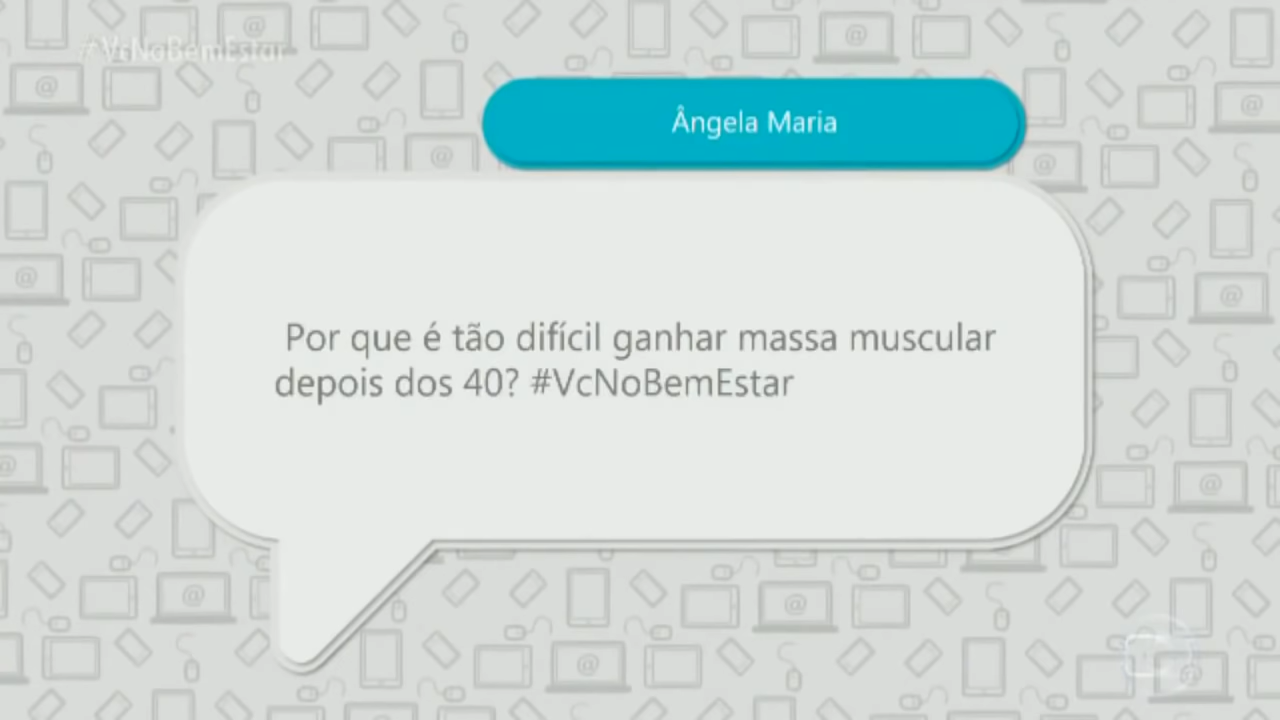 #VcNoBemEstar
Ângela Maria
Por que é tão difícil ganhar massa muscular
depois dos 40? #VcNoBemEstar